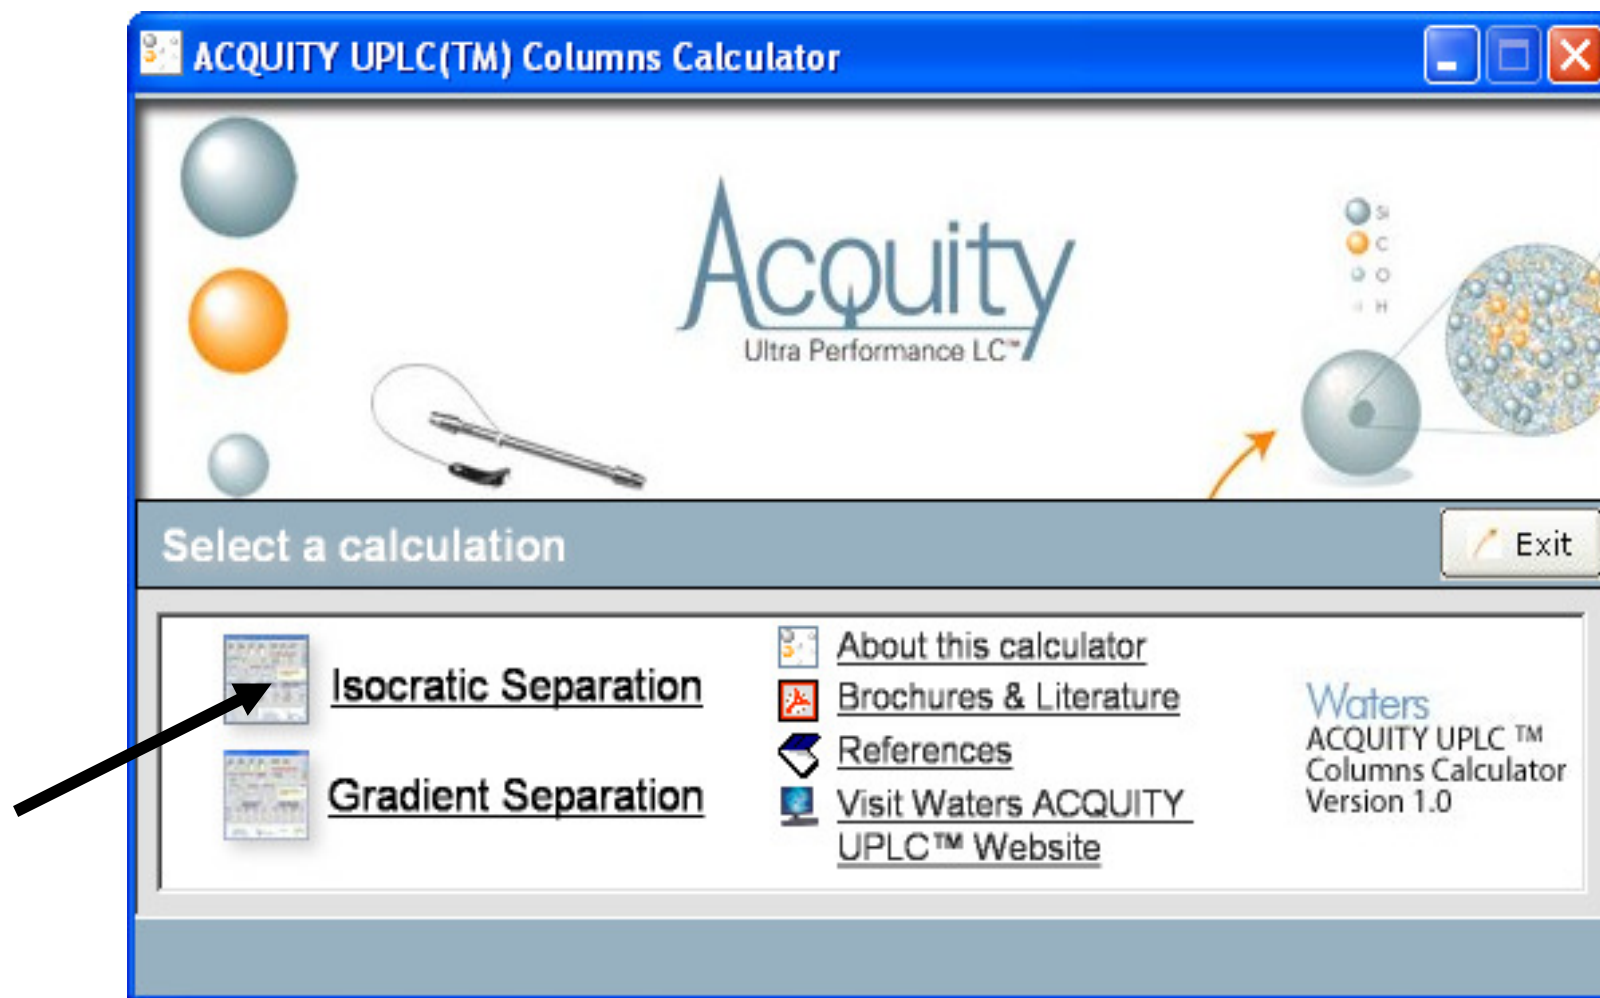 ACQUITY UPLC(TM) Columns Calculator
Acquity
Ultra Performance LC™
Si
C
O
H
Select a calculation
Exit
Isocratic Separation
Gradient Separation
About this calculator
Brochures & Literature
References
Visit Waters ACQUITY
UPLC™ Website
Waters
ACQUITY UPLC ™
Columns Calculator
Version 1.0